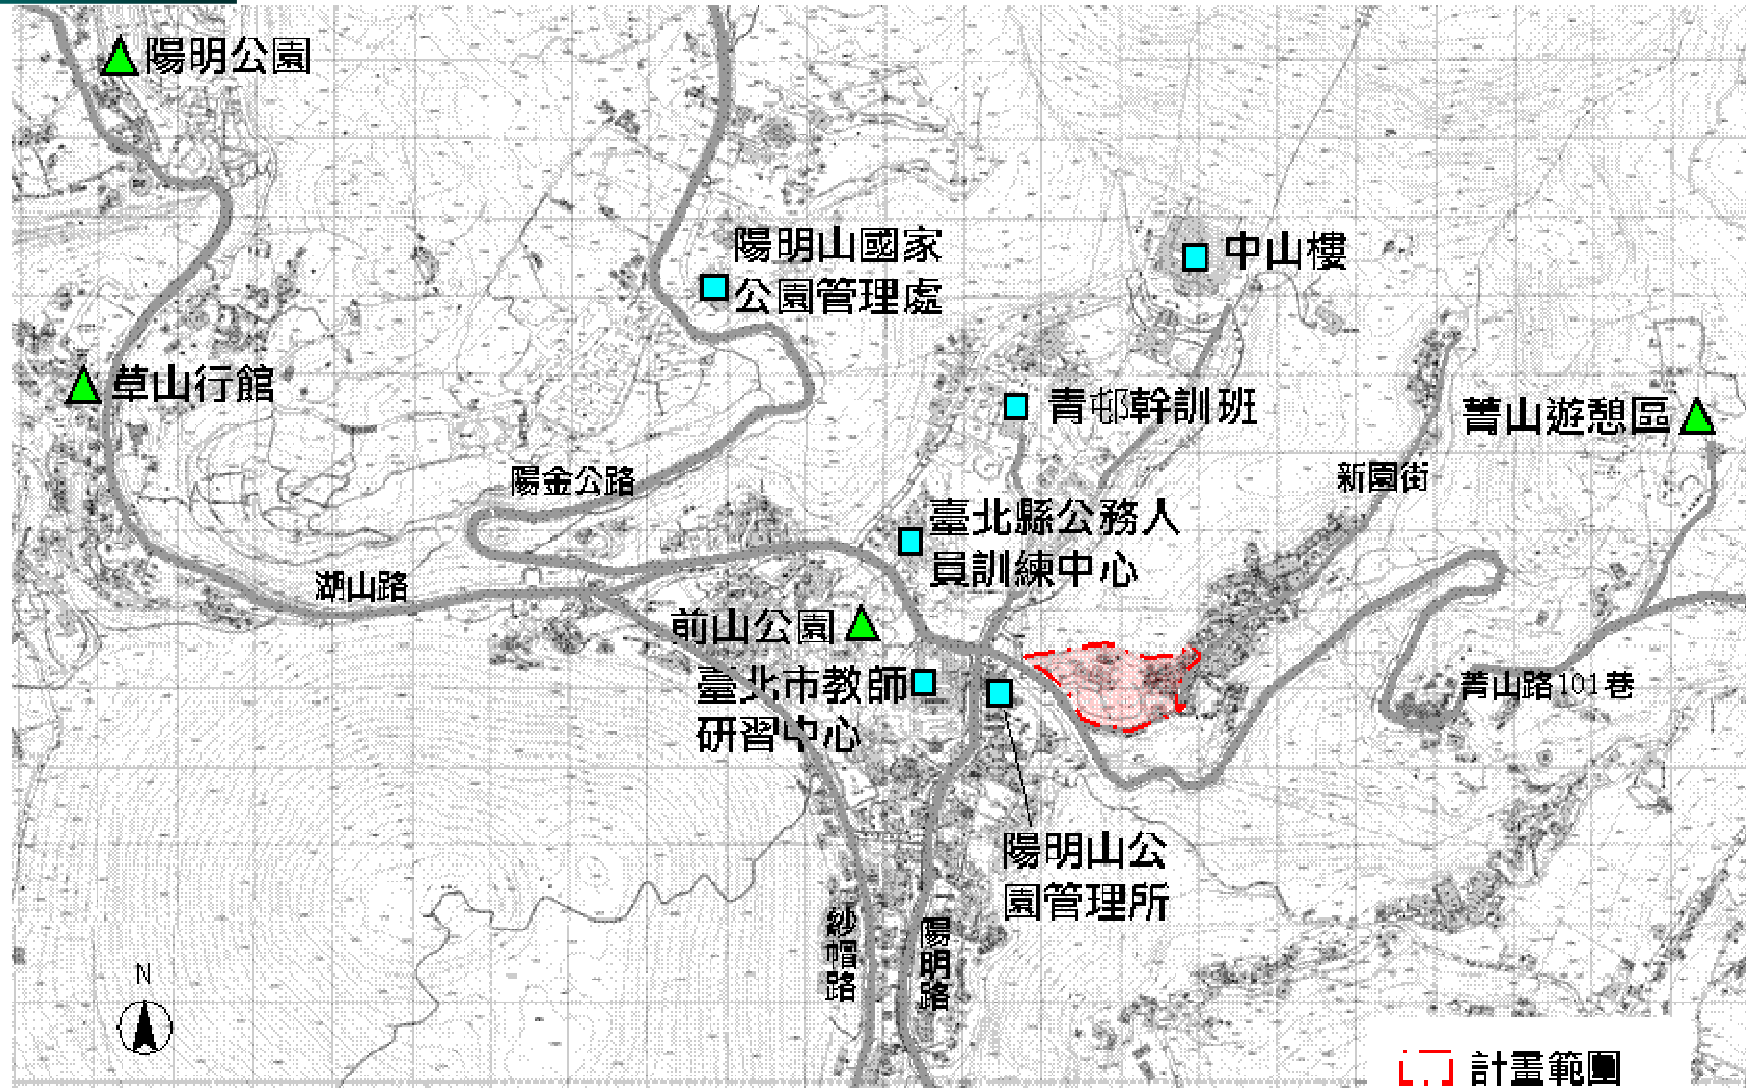 陽明公園
陽明山國家
公園管理處
中山樓
草山行館
青邨幹訓班
菁山遊憩區
陽金公路
新園街
臺北縣公務人
員訓練中心
湖山路
前山公園
臺北市教師
研習中心
菁山路101巷
陽明山公
園管理所
紗帽路
陽明路
N
計畫範圍